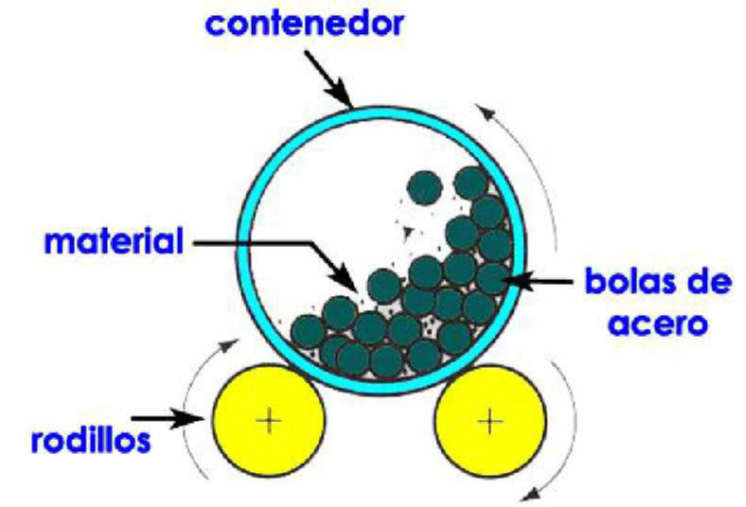 contenedor
material
bolas de
acero
rodillos